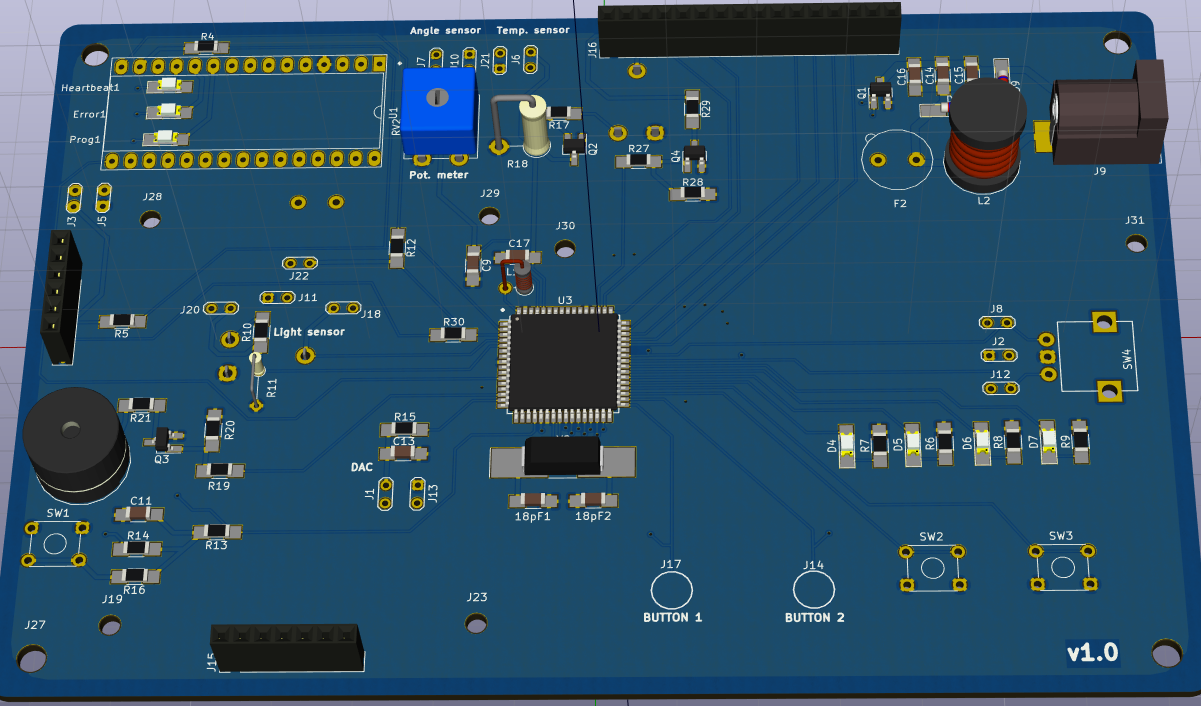 Angle sensor
Temp. sensor
R4
J7
J10
J21
J6
J16
Heartbeat1
Error1
Prog1
U1
RV2
R17
R18
Q2
Pot. meter
R29
R27
Q4
R28
Q1
C16
C14
C15
F2
L2
J9
J3
J5
J28
J29
J30
J31
R12
C9
C17
J22
J20
J11
J18
R5
R10
Light sensor
R11
R30
U3
J8
J2
J12
SW4
R21
Q3
R20
R19
R15
C13
DAC
J1
J13
D4
R7
D5
R6
D6
R8
D7
R9
18pF1
18pF2
C11
SW1
R14
R13
R16
SW2
SW3
J17
BUTTON 1
J14
BUTTON 2
J19
J27
J23
J15
v1.0